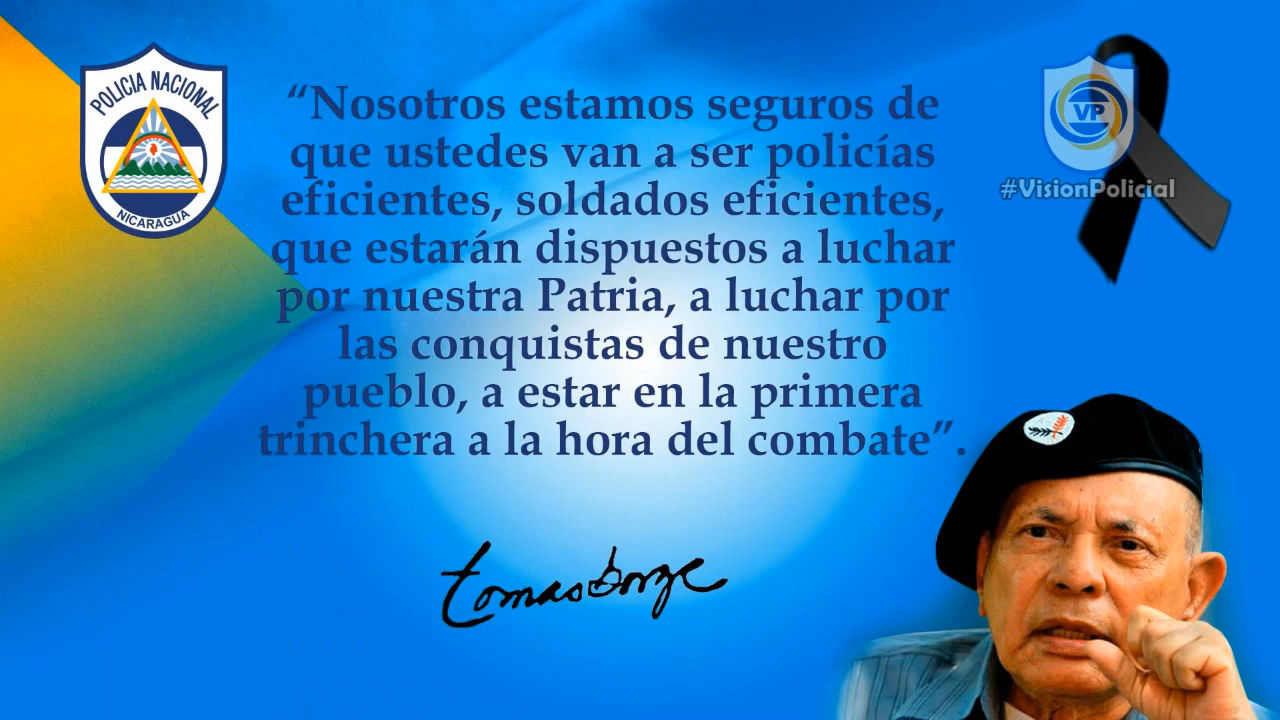 POLICIA NACIONAL
NICARAGUA
“Nosotros estamos seguros de
que ustedes van a ser policías
eficientes, soldados eficientes,
que estarán dispuestos a luchar
por nuestra Patria, a luchar por
las conquistas de nuestro
pueblo, a estar en la primera
trinchera a la hora del combate”.
VP
#VisionPolicial
tomas borge